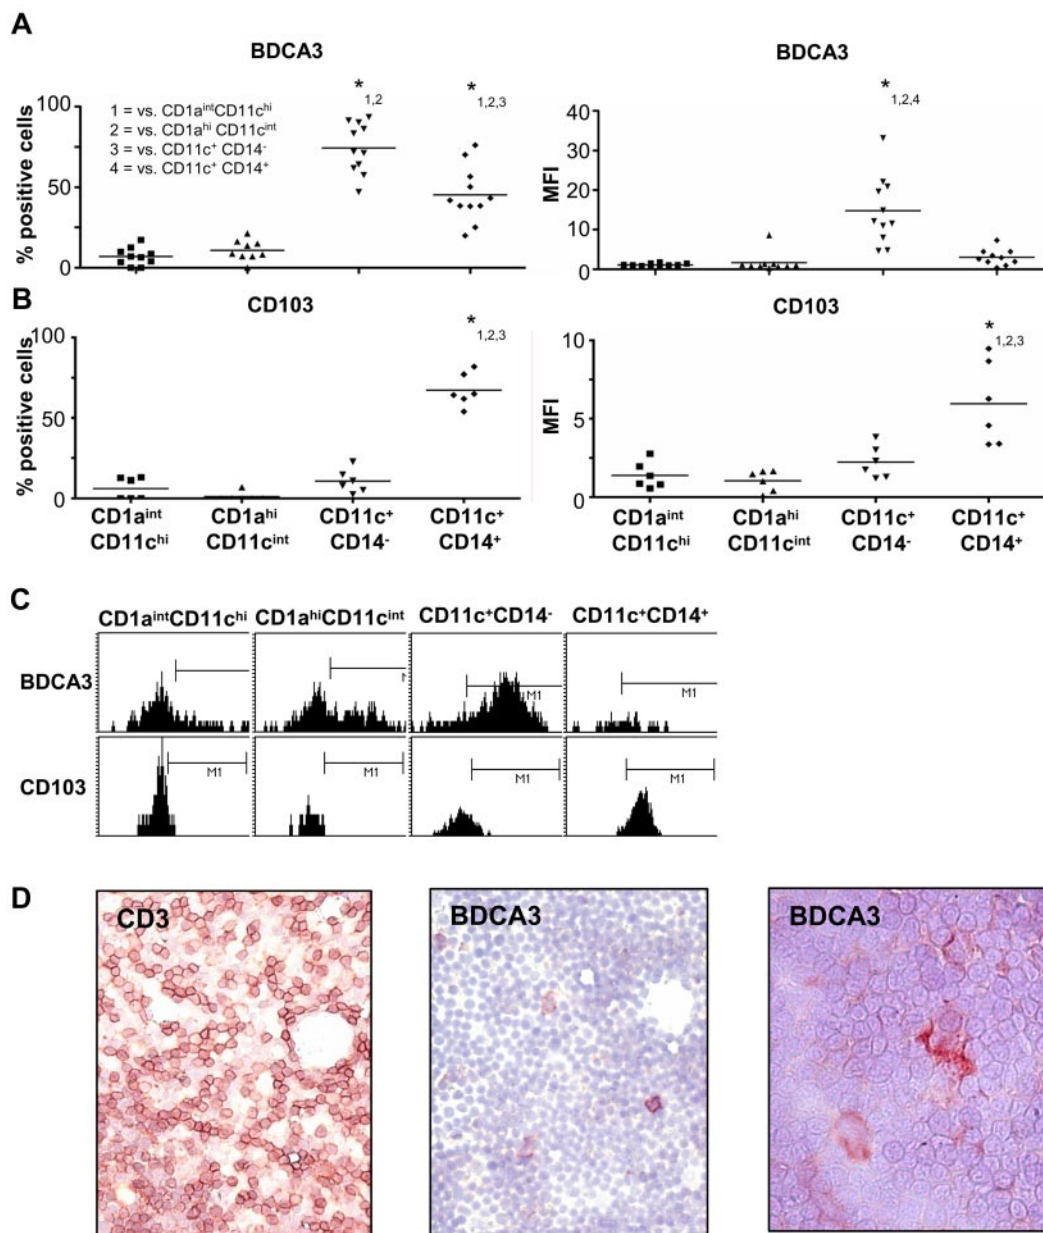 A
BDCA3
BDCA3
% positive cells
100
50
0
1 = vs. CD1a^int CD11c^hi
2 = vs. CD1a^hi CD11c^int
3 = vs. CD11c^+ CD14^-
4 = vs. CD11c^+ CD14^+
* 1,2
* 1,2,3
MFI
40
30
20
10
0
* 1,2,4
B
CD103
CD103
% positive cells
100
50
0
* 1,2,3
MFI
10
5
0
* 1,2,3
CD1a^int
CD11c^hi
CD1a^hi
CD11c^int
CD11c^+
CD14^-
CD11c^+
CD14^+
CD1a^int
CD11c^hi
CD1a^hi
CD11c^int
CD11c^+
CD14^-
CD11c^+
CD14^+
C
CD1a^int CD11c^hi
CD1a^hi CD11c^int
CD11c^+ CD14^-
CD11c^+ CD14^+
BDCA3
M1
M1
CD103
M1
M1
M1
M1
D
CD3
BDCA3
BDCA3